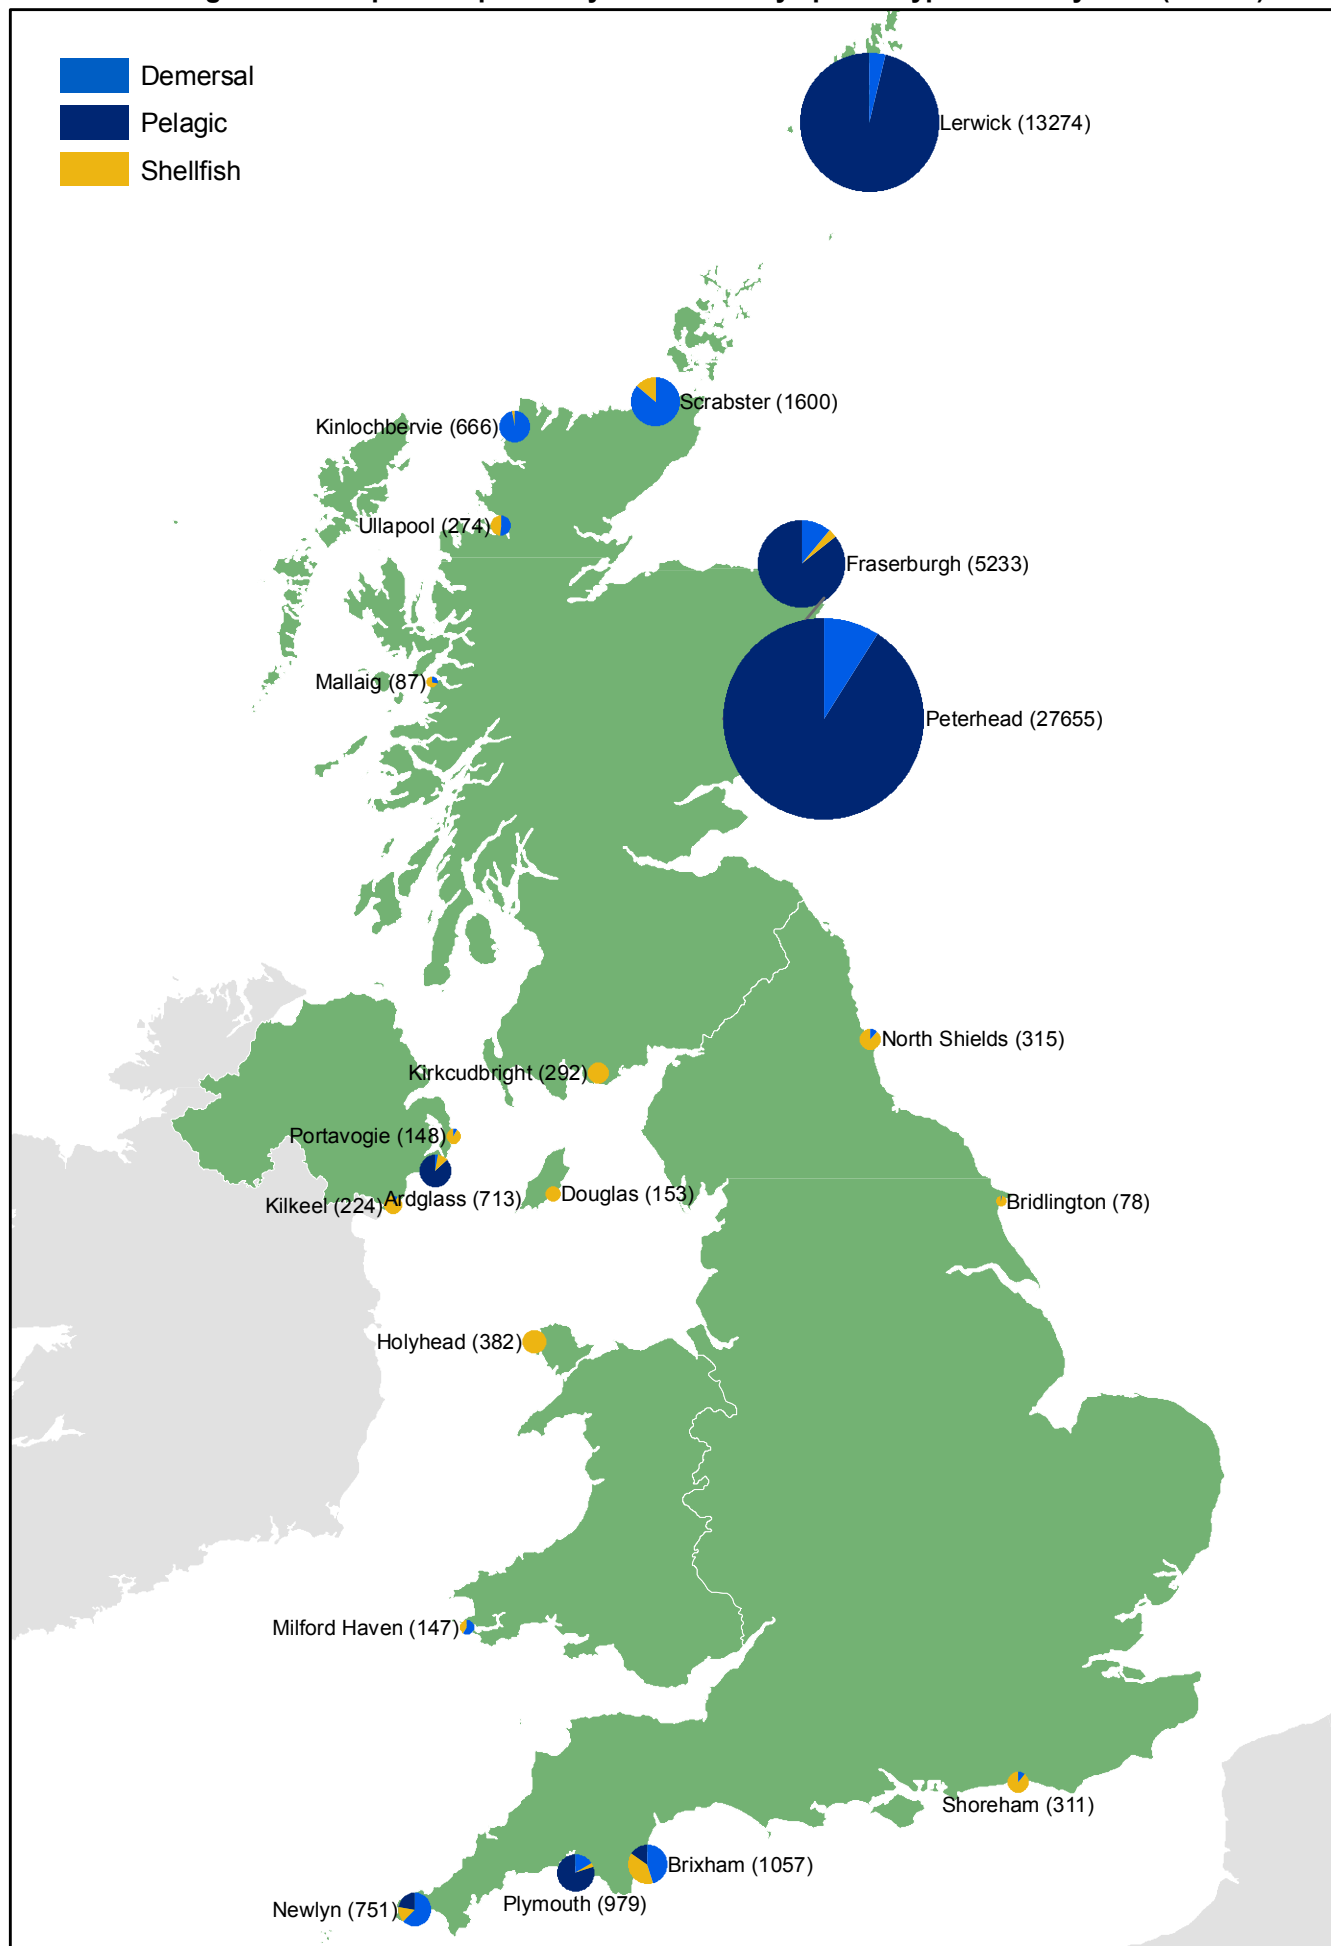 Demersal
Pelagic
Shellfish
Lerwick (13274)
Scrabster (1600)
Kinlochbervie (666)
Ullapool (274)
Fraserburgh (5233)
Mallaig (87)
Peterhead (27655)
North Shields (315)
Kirkcudbright (292)
Portavogie (148)
Ardglass (713)
Douglas (153)
Kilkeel (224)
Bridlington (78)
Holyhead (382)
Milford Haven (147)
Shoreham (311)
Brixham (1057)
Plymouth (979)
Newlyn (751)